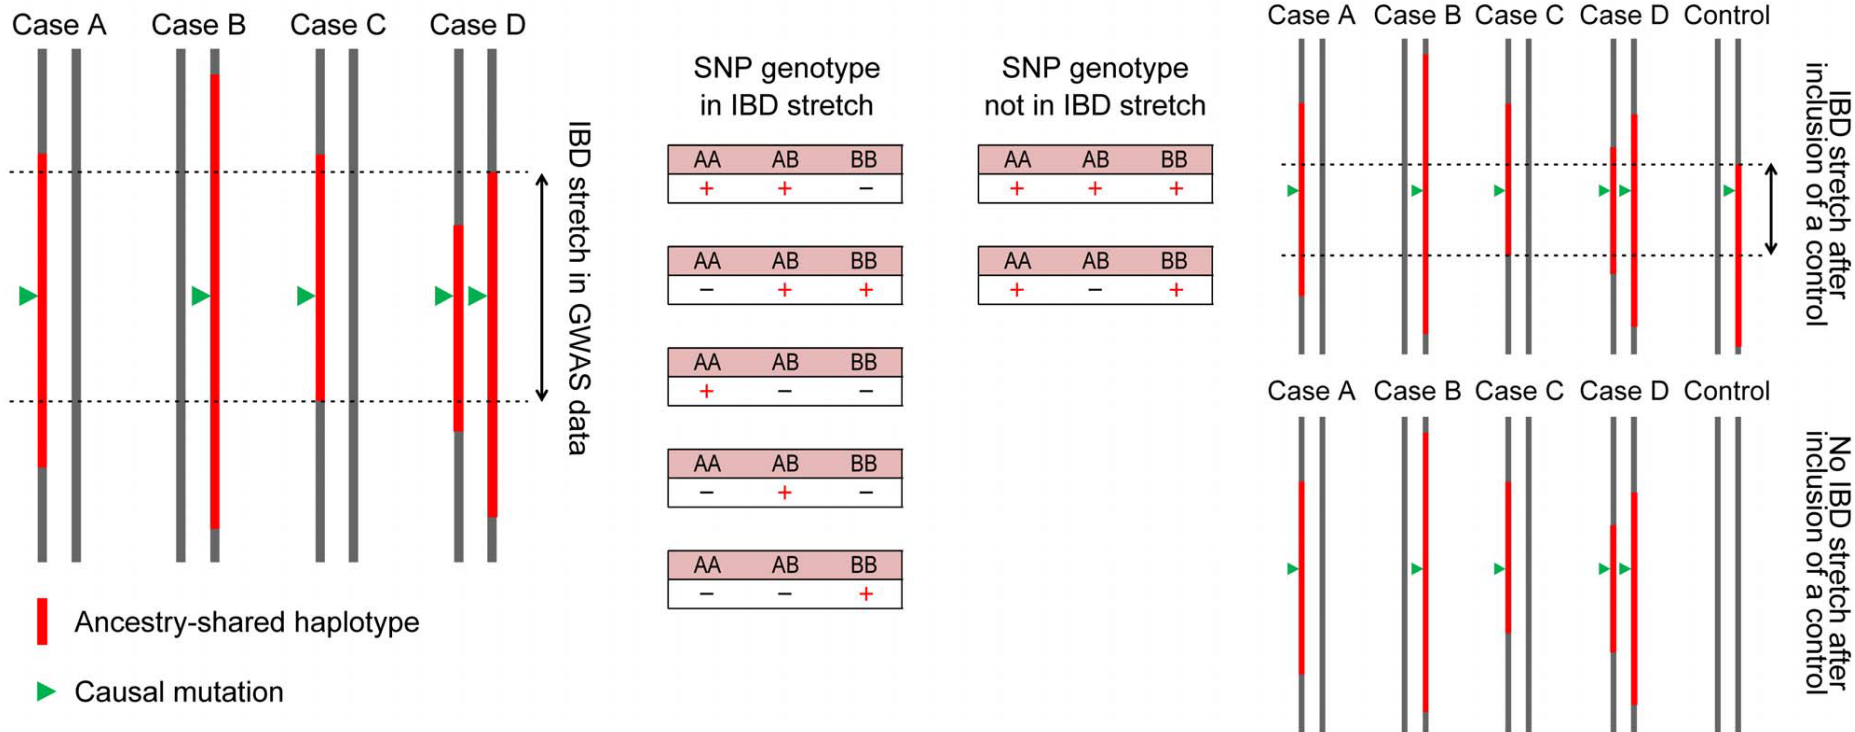 Case A Case B Case C Case D
IBD stretch in GWAS data
Ancestry-shared haplotype
Causal mutation
SNP genotype
in IBD stretch
AA AB BB
+ + −
AA AB BB
− + +
AA AB BB
+ − −
AA AB BB
− + −
AA AB BB
− − +
SNP genotype
not in IBD stretch
AA AB BB
+ + +
AA AB BB
+ − +
Case A Case B Case C Case D Control
IBD stretch after
inclusion of a control
Case A Case B Case C Case D Control
No IBD stretch after
inclusion of a control